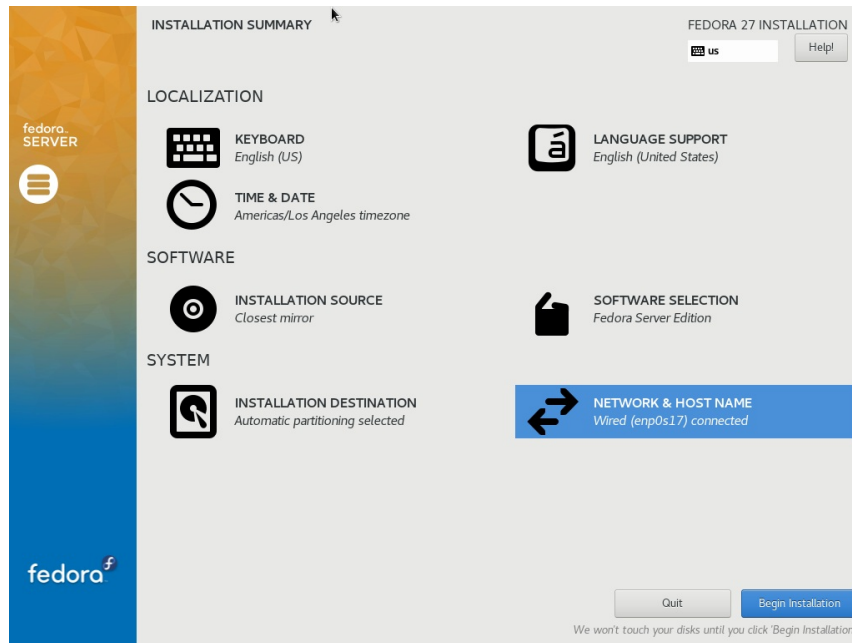 INSTALLATION SUMMARY
FEDORA 27 INSTALLATION
us
Help!
fedora
SERVER
LOCALIZATION
KEYBOARD
English (US)
LANGUAGE SUPPORT
English (United States)
TIME & DATE
Americas/Los Angeles timezone
SOFTWARE
INSTALLATION SOURCE
Closest mirror
SOFTWARE SELECTION
Fedora Server Edition
SYSTEM
INSTALLATION DESTINATION
Automatic partitioning selected
NETWORK & HOST NAME
Wired (enp0s17) connected
fedora
Quit
Begin Installation
We won't touch your disks until you click 'Begin Installation